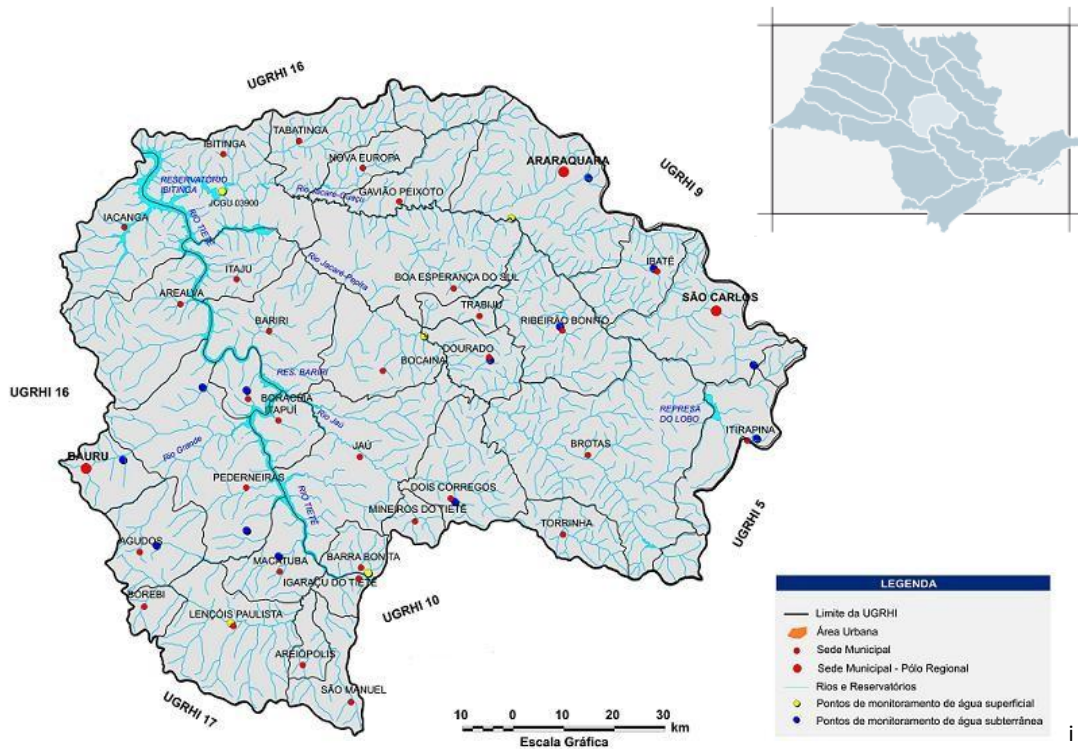 UGRHI 16
TABATINGA
IBITINGA
NOVA EUROPA
ARARAQUARA
UGRHI 9
RESERVATÓRIO
IBITINGA
JCGU 03900
Rio Jacaré-Guaçu
GAVIÃO PEIXOTO
IACANGA
RIO TIETÊ
IBATÉ
ITAJÚ
Rio Jacaré-Pepira
BOA ESPERANÇA DO SUL
AREALVA
SÃO CARLOS
TRABIJU
BARIRI
RIBEIRÃO BONITO
DOURADO
BOCAINA
RES. BARIRI
UGRHI 16
BORACÉIA
ITAPUÍ
Rio Jaú
REPRESA
DO LOBO
ITIRAPINA
Rio Grande
JAÚ
BROTAS
BAURU
PEDERNEIRAS
RIO TIETÊ
DOIS CÓRREGOS
MINEIROS DO TIETÊ
TORRINHA
UGRHI 5
AGUDOS
MACATUBA
BARRA BONITA
IGARAÇU DO TIETÊ
BOREBI
UGRHI 10
LENÇÓIS PAULISTA
AREIÓPOLIS
SÃO MANUEL
UGRHI 17
10 0 10 20 30 km
Escala Gráfica
LEGENDA
Limite da UGRHI
Área Urbana
Sede Municipal
Sede Municipal - Pólo Regional
Rios e Reservatórios
Pontos de monitoramento de água superficial
Pontos de monitoramento de água subterrânea
i